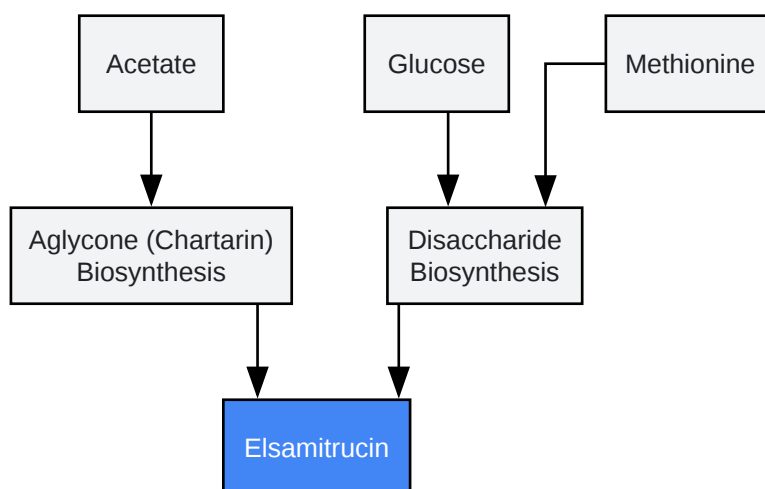 Acetate
Glucose
Methionine
Aglycone (Chartarin)
Biosynthesis
Disaccharide
Biosynthesis
Elsamitrucin